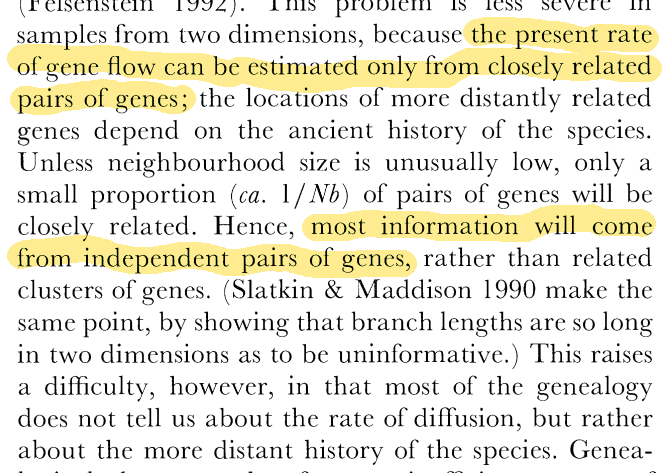 (Felsenstein 1992). This problem is less severe in
samples from two dimensions, because the present rate
of gene flow can be estimated only from closely related
pairs of genes; the locations of more distantly related
genes depend on the ancient history of the species.
Unless neighbourhood size is unusually low, only a
small proportion (ca. 1/Nb) of pairs of genes will be
closely related. Hence, most information will come
from independent pairs of genes, rather than related
clusters of genes. (Slatkin & Maddison 1990 make the
same point, by showing that branch lengths are so long
in two dimensions as to be uninformative.) This raises
a difficulty, however, in that most of the genealogy
does not tell us about the rate of diffusion, but rather
about the more distant history of the species. Genea-